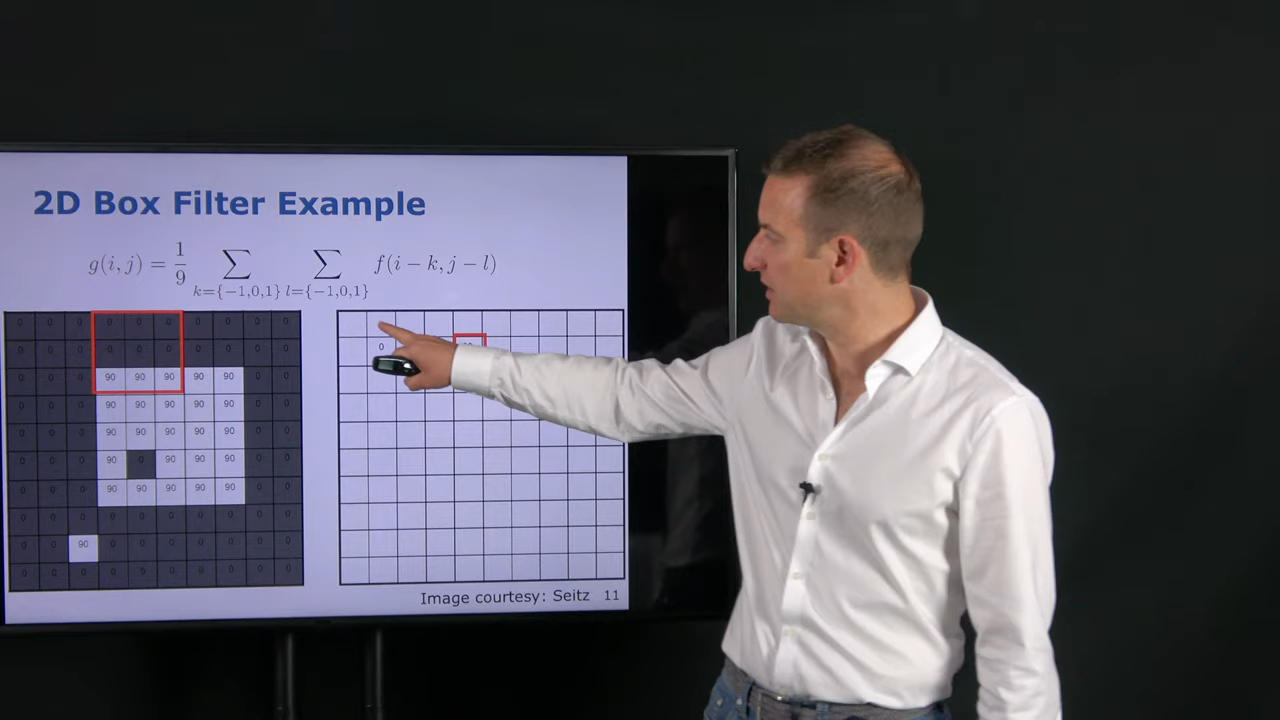 2D Box Filter Example
g(i,j) = 1/9 ∑ k={−1,0,1} ∑ l={−1,0,1} f(i − k, j − l)
0 0 0 0 0 0 0 0 0 0
0 0 0 0 0 0 0 0 0 0
0 0 0 90 90 90 90 90 0 0
0 0 0 90 90 90 90 90 0 0
0 0 0 90 90 90 90 90 0 0
0 0 0 90 0 90 90 90 0 0
0 0 0 90 90 90 90 90 0 0
0 0 0 0 0 0 0 0 0 0
0 0 90 0 0 0 0 0 0 0
0 0 0 0 0 0 0 0 0 0
0
Image courtesy: Seitz 11